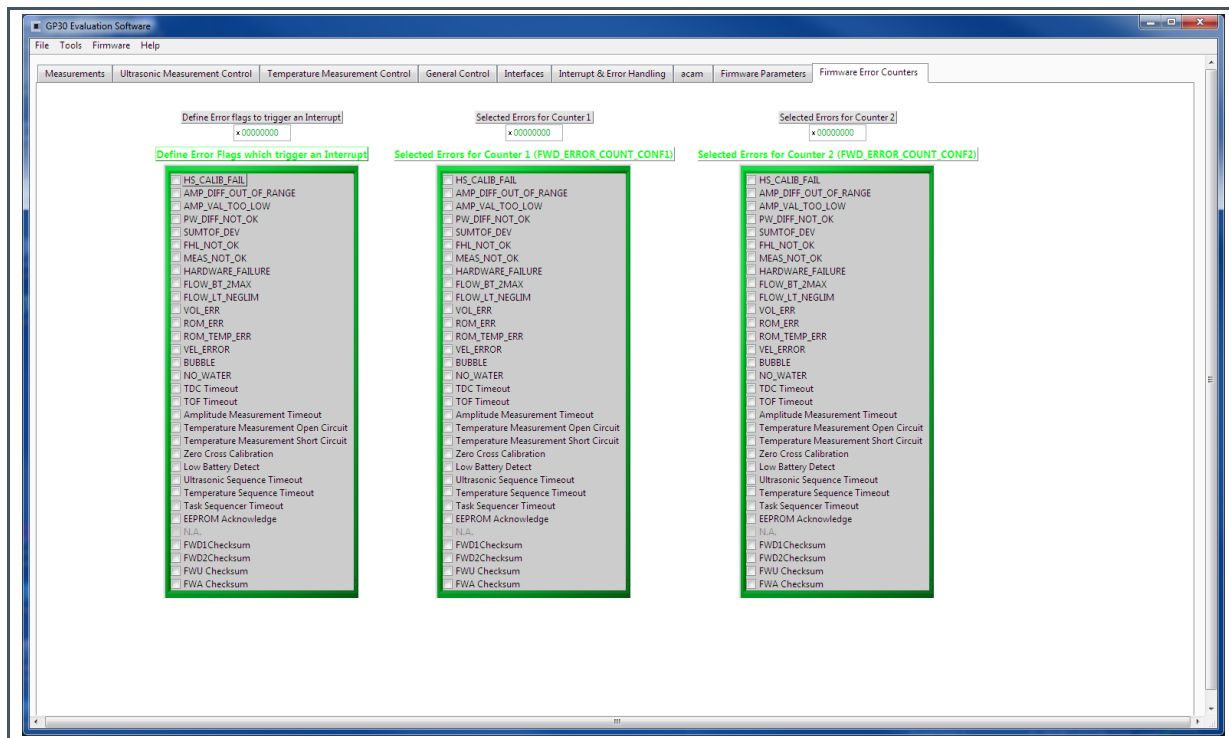 GP30 Evaluation Software
File Tools Firmware Help
Measurements Ultrasonic Measurement Control Temperature Measurement Control General Control Interfaces Interrupt & Error Handling acam Firmware Parameters Firmware Error Counters
Define Error flags to trigger an Interrupt
x 00000000
Define Error Flags which trigger an Interrupt
HS_CALIB_FAIL
AMP_DIFF_OUT_OF_RANGE
AMP_VAL_TOO_LOW
PW_DIFF_NOT_OK
SUMTOF_DEV
FHL_NOT_OK
MEAS_NOT_OK
HARDWARE_FAILURE
FLOW_BT_2MAX
FLOW_LT_NEGLIM
VOL_ERR
ROM_ERR
ROM_TEMP_ERR
VEL_ERROR
BUBBLE
NO_WATER
TDC Timeout
TOF Timeout
Amplitude Measurement Timeout
Temperature Measurement Open Circuit
Temperature Measurement Short Circuit
Zero Cross Calibration
Low Battery Detect
Ultrasonic Sequence Timeout
Temperature Sequence Timeout
Task Sequencer Timeout
EEPROM Acknowledge
N.A.
FWD1Checksum
FWD2Checksum
FWU Checksum
FWA Checksum
Selected Errors for Counter 1
x 00000000
Selected Errors for Counter 1 (FWD_ERROR_COUNT_CONF1)
HS_CALIB_FAIL
AMP_DIFF_OUT_OF_RANGE
AMP_VAL_TOO_LOW
PW_DIFF_NOT_OK
SUMTOF_DEV
FHL_NOT_OK
MEAS_NOT_OK
HARDWARE_FAILURE
FLOW_BT_2MAX
FLOW_LT_NEGLIM
VOL_ERR
ROM_ERR
ROM_TEMP_ERR
VEL_ERROR
BUBBLE
NO_WATER
TDC Timeout
TOF Timeout
Amplitude Measurement Timeout
Temperature Measurement Open Circuit
Temperature Measurement Short Circuit
Zero Cross Calibration
Low Battery Detect
Ultrasonic Sequence Timeout
Temperature Sequence Timeout
Task Sequencer Timeout
EEPROM Acknowledge
N.A.
FWD1Checksum
FWD2Checksum
FWU Checksum
FWA Checksum
Selected Errors for Counter 2
x 00000000
Selected Errors for Counter 2 (FWD_ERROR_COUNT_CONF2)
HS_CALIB_FAIL
AMP_DIFF_OUT_OF_RANGE
AMP_VAL_TOO_LOW
PW_DIFF_NOT_OK
SUMTOF_DEV
FHL_NOT_OK
MEAS_NOT_OK
HARDWARE_FAILURE
FLOW_BT_2MAX
FLOW_LT_NEGLIM
VOL_ERR
ROM_ERR
ROM_TEMP_ERR
VEL_ERROR
BUBBLE
NO_WATER
TDC Timeout
TOF Timeout
Amplitude Measurement Timeout
Temperature Measurement Open Circuit
Temperature Measurement Short Circuit
Zero Cross Calibration
Low Battery Detect
Ultrasonic Sequence Timeout
Temperature Sequence Timeout
Task Sequencer Timeout
EEPROM Acknowledge
N.A.
FWD1Checksum
FWD2Checksum
FWU Checksum
FWA Checksum